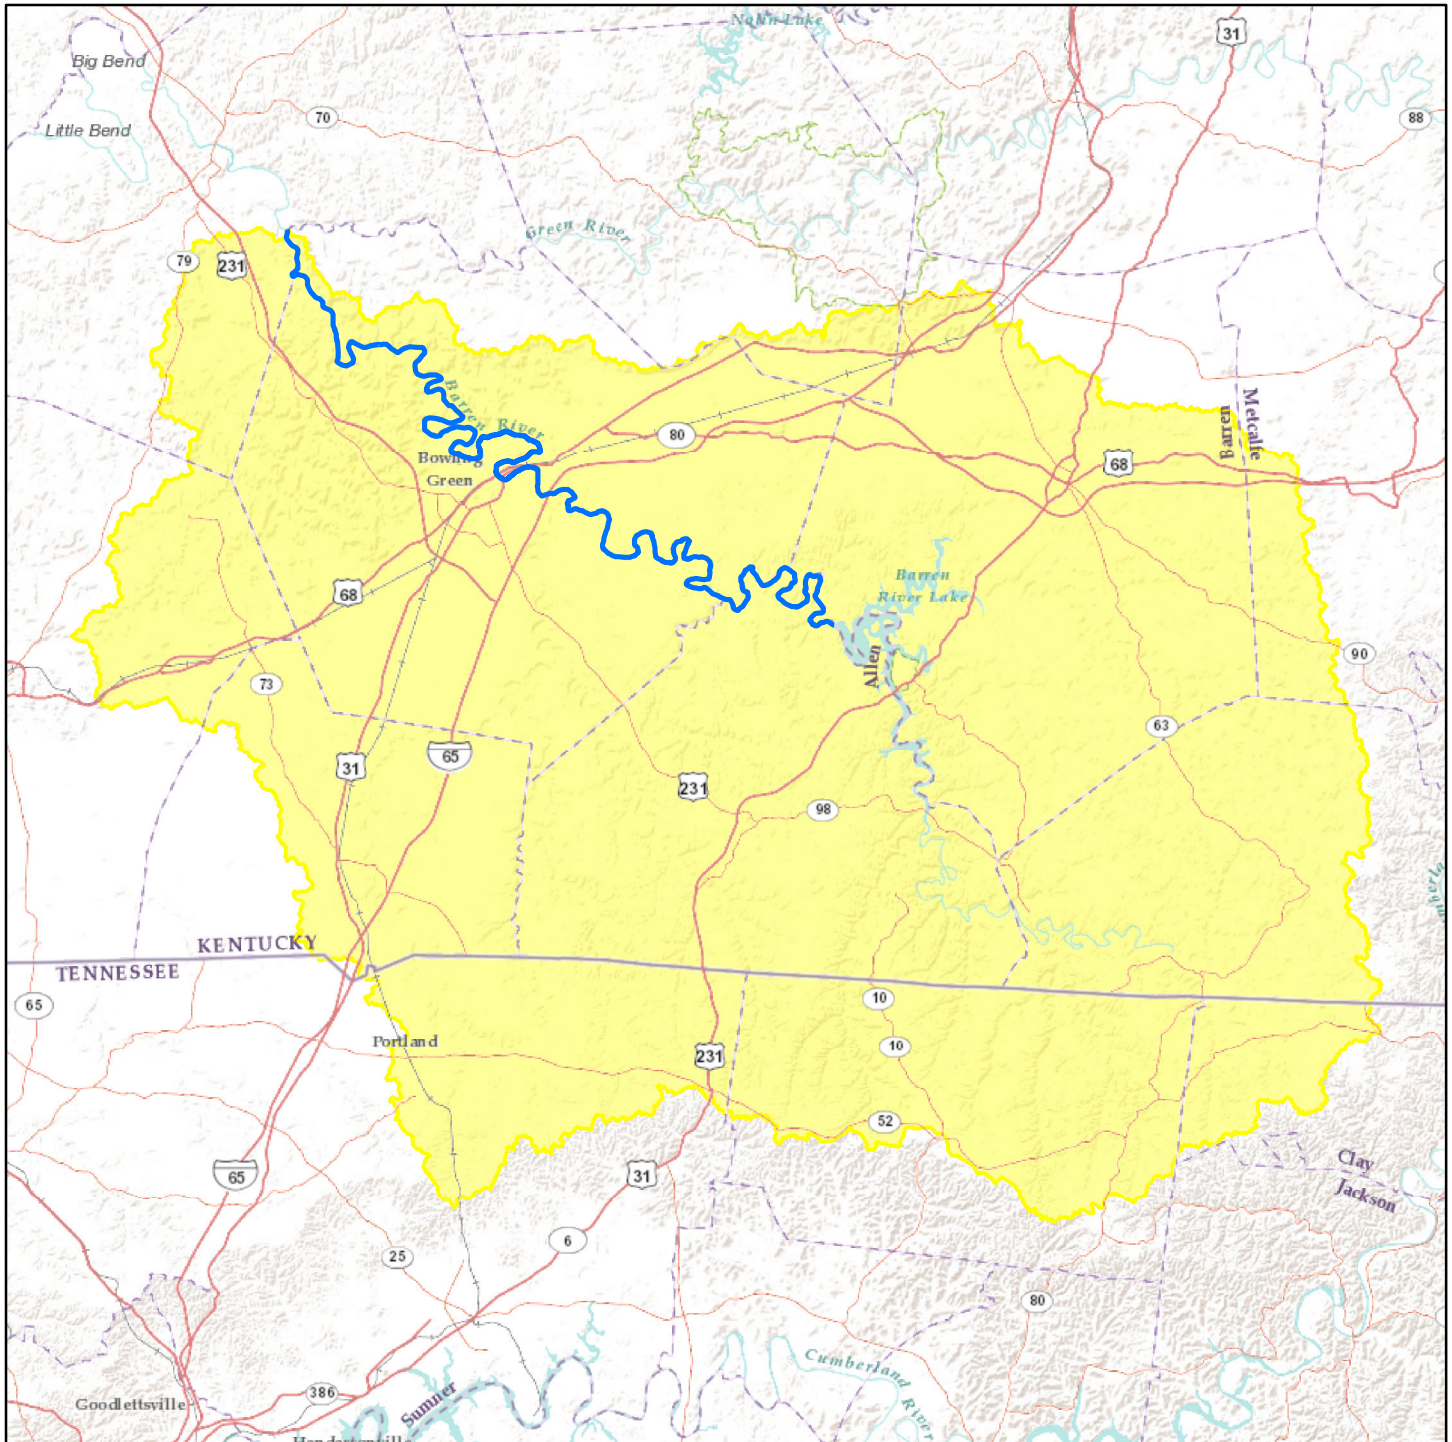 Nolin Lake
31
Big Bend
70
88
Little Bend
Green River
79
231
Metcalfe
Barren
Barren River
80
Bowling
Green
68
68
Barren
River Lake
90
Allen
73
63
65
31
231
98
KENTUCKY
TENNESSEE
65
10
Portland
10
231
52
65
31
Clay
Jackson
6
25
80
Cumberland River
386
Sumner
Goodlettsville